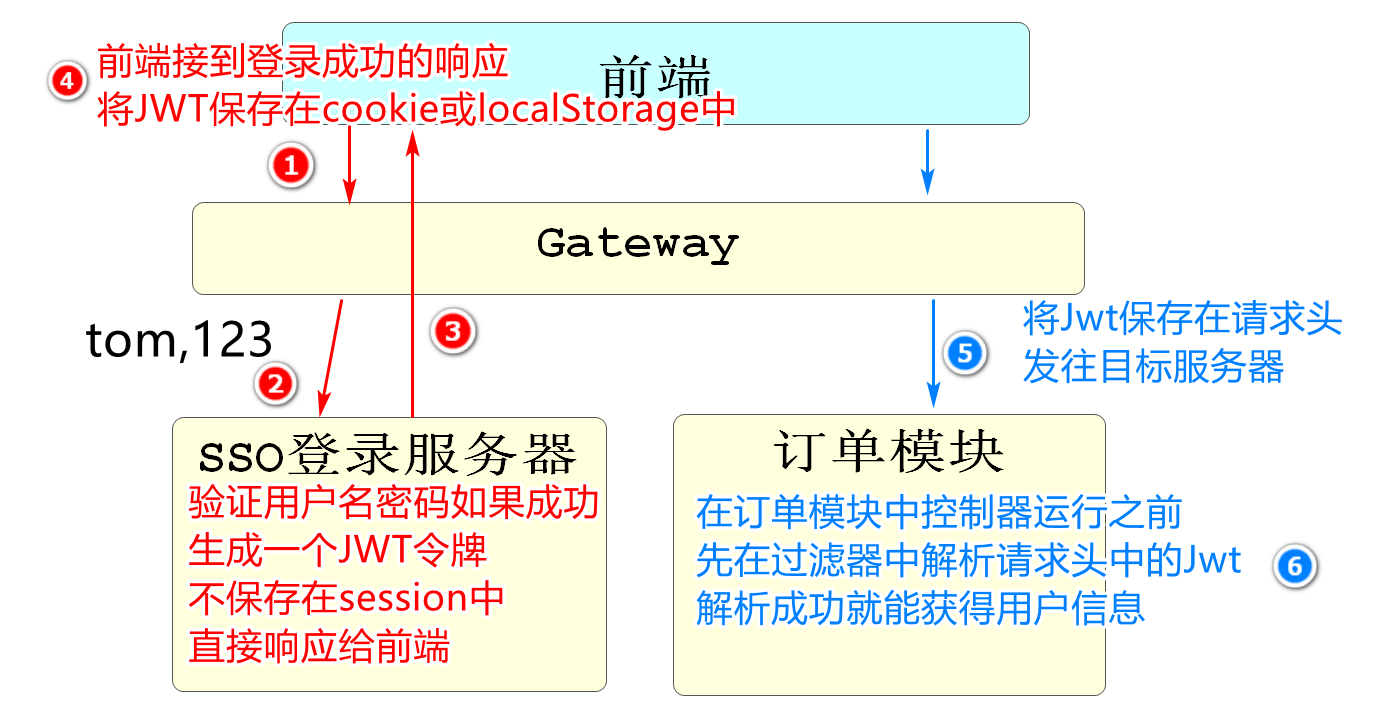 前端接到登录成功的响应
将JWT保存在cookie或localStorage中
4
前端
1
Gateway
tom,123
2
3
5
将Jwt保存在请求头
发往目标服务器
sso登录服务器
验证用户名密码如果成功
生成一个JWT令牌
不保存在session中
直接响应给前端
订单模块
在订单模块中控制器运行之前
先在过滤器中解析请求头中的Jwt
解析成功就能获得用户信息
6